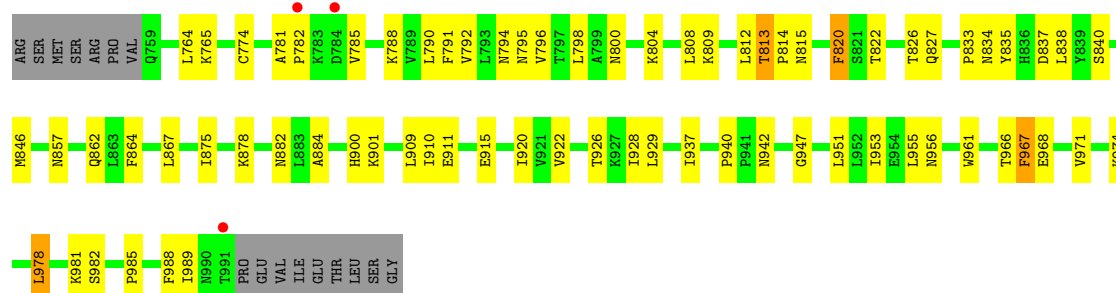 ARG SER MET SER ARG PRO VAL Q759 L764 K765 C774 A781 P782 K783 D784 V785 K788 V789 L790 F791 V792 L793 N794 N795 V796 T797 L798 A799 N800 K804 L808 K809 L812 T813 P814 N815 F820 S821 T822 T826 Q827 P833 N834 Y835 H836 D837 L838 Y839 S840
M846 N857 Q862 L863 F864 L867 I875 K878 N882 L883 A884 H900 K901 L909 I910 E911 E915 I920 V921 V922 T926 K927 I928 L929 I937 P940 P941 N942 G947 L951 L952 I953 E954 L955 N956 W961 T966 F967 E968 V971
L978 K981 S982 P985 F988 I989 N990 T991 PRO GLU VAL ILE GLU THR LEU SER GLY